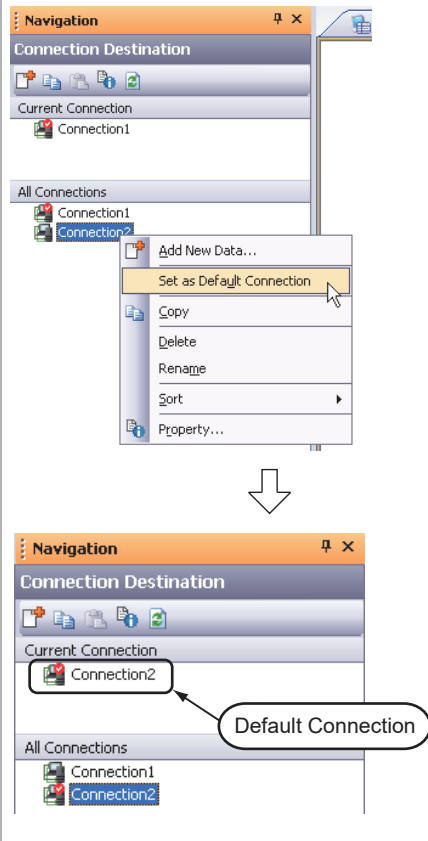 Navigation
Connection Destination
Current Connection
Connection1
All Connections
Connection1
Connection2
Add New Data...
Set as Default Connection
Copy
Delete
Rename
Sort
Property...
Navigation
Connection Destination
Current Connection
Connection2
Default Connection
All Connections
Connection1
Connection2